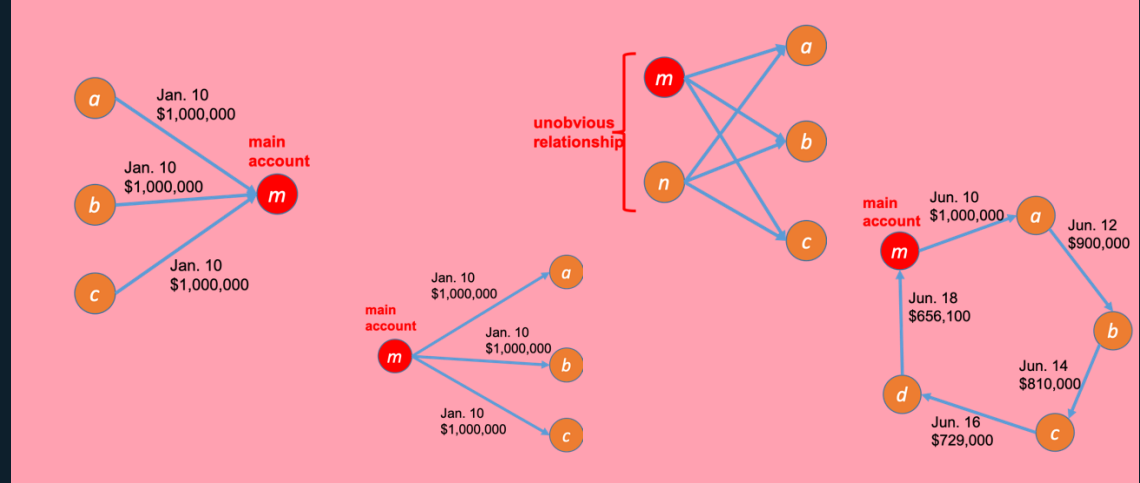 a
Jan. 10
$1,000,000
main
account
Jan. 10
$1,000,000
m
b
Jan. 10
$1,000,000
c
main
account
m
Jan. 10
$1,000,000
a
Jan. 10
$1,000,000
b
Jan. 10
$1,000,000
c
unobvious
relationship
m
n
a
b
c
main
account
m
Jun. 10
$1,000,000
a
Jun. 12
$900,000
b
Jun. 14
$810,000
c
Jun. 16
$729,000
d
Jun. 18
$656,100